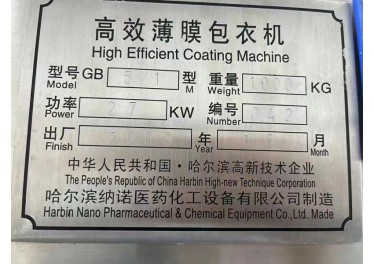 高效薄膜包衣机
High Efficient Coating Machine
型号GB 型 重量 KG
Model M Weight
功率 27 KW 编号
Power Number
出厂 年 月
Finish Year Month
中华人民共和国·哈尔滨高新技术企业
The People's Republic of China Harbin High-new Technique Corporation
哈尔滨纳诺医药化工设备有限公司制造
Harbin Nano Pharmaceutical & Chemical Equipment Co.,Ltd. Made